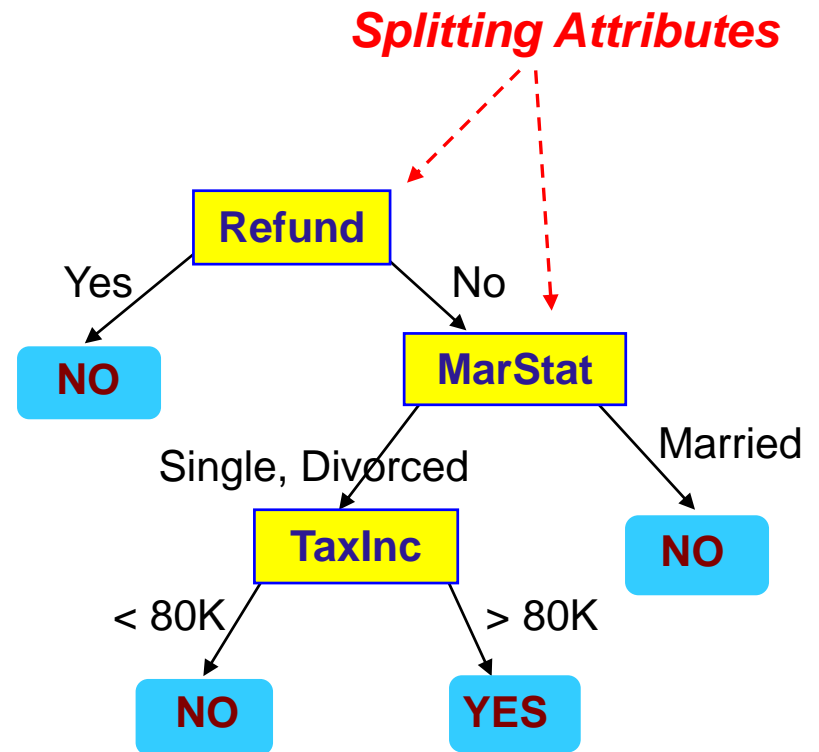 Splitting Attributes
Refund
Yes
No
NO
MarStat
Single, Divorced
Married
TaxInc
NO
< 80K
> 80K
NO
YES